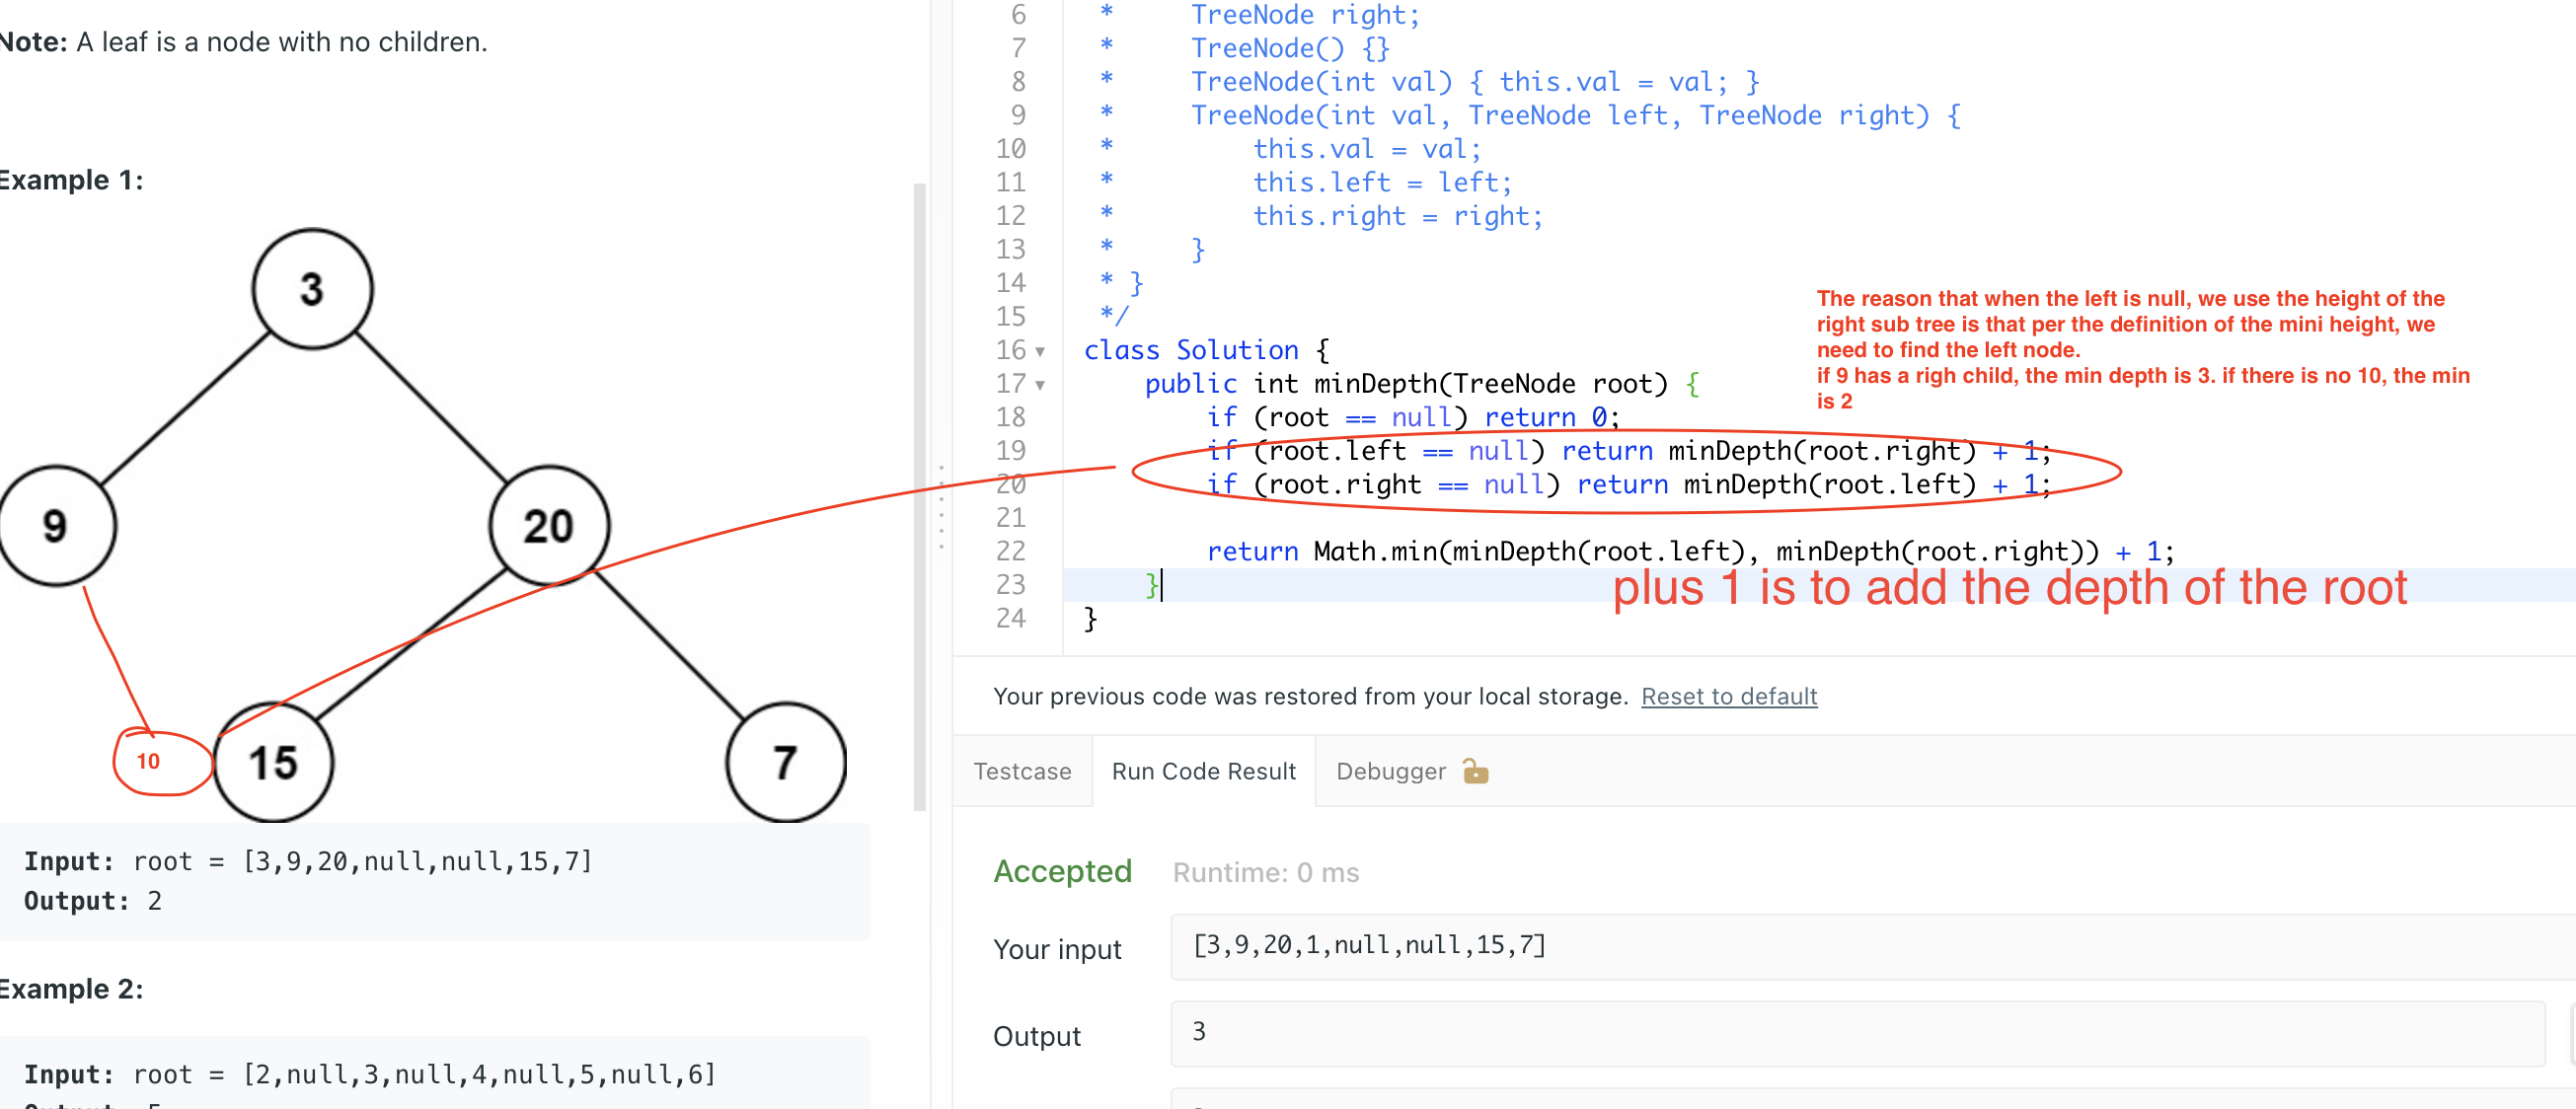 Note: A leaf is a node with no children.
Example 1:
3
9
20
10
15
7
Input: root = [3,9,20,null,null,15,7]
Output: 2
Example 2:
Input: root = [2,null,3,null,4,null,5,null,6]
6 * TreeNode right;
7 * TreeNode() {}
8 * TreeNode(int val) { this.val = val; }
9 * TreeNode(int val, TreeNode left, TreeNode right) {
10 * this.val = val;
11 * this.left = left;
12 * this.right = right;
13 * }
14 * }
15 */
The reason that when the left is null, we use the height of the
right sub tree is that per the definition of the mini height, we
need to find the left node.
if 9 has a righ child, the min depth is 3. if there is no 10, the min
is 2
16 class Solution {
17 public int minDepth(TreeNode root) {
18 if (root == null) return 0;
19 if (root.left == null) return minDepth(root.right) + 1;
20 if (root.right == null) return minDepth(root.left) + 1;
21
22 return Math.min(minDepth(root.left), minDepth(root.right)) + 1;
23 }
plus 1 is to add the depth of the root
24 }
Your previous code was restored from your local storage. Reset to default
Testcase Run Code Result Debugger
Accepted Runtime: 0 ms
Your input [3,9,20,1,null,null,15,7]
Output 3